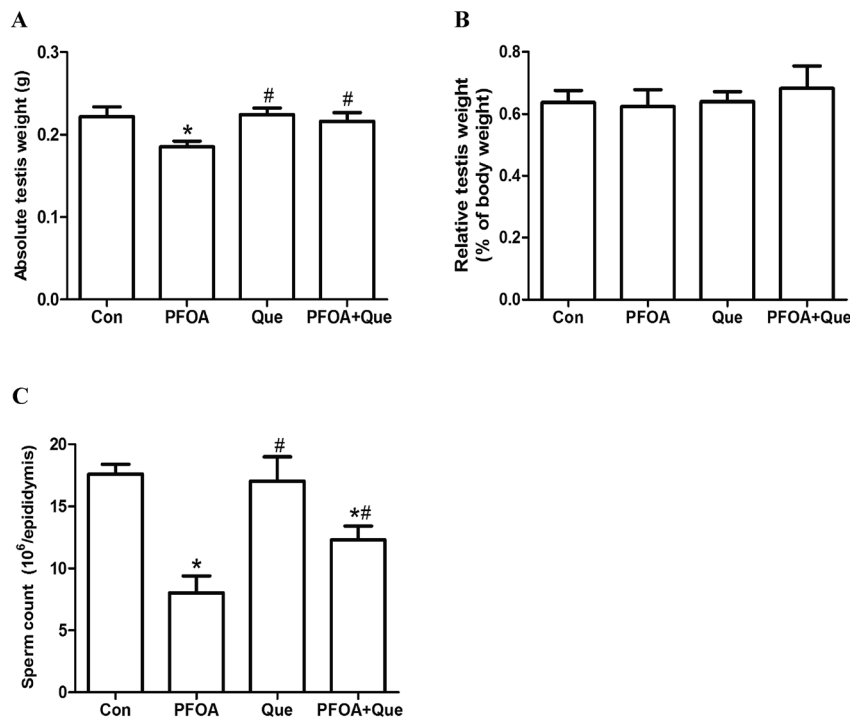 A
Absolute testis weight (g)
0.3
0.2
0.1
0.0
*
#
#
Con PFOA Que PFOA+Que
B
Relative testis weight
(% of body weight)
0.8
0.6
0.4
0.2
0.0
Con PFOA Que PFOA+Que
C
Sperm count (10⁶/epididymis)
20
15
10
5
0
*
#
*#
Con PFOA Que PFOA+Que